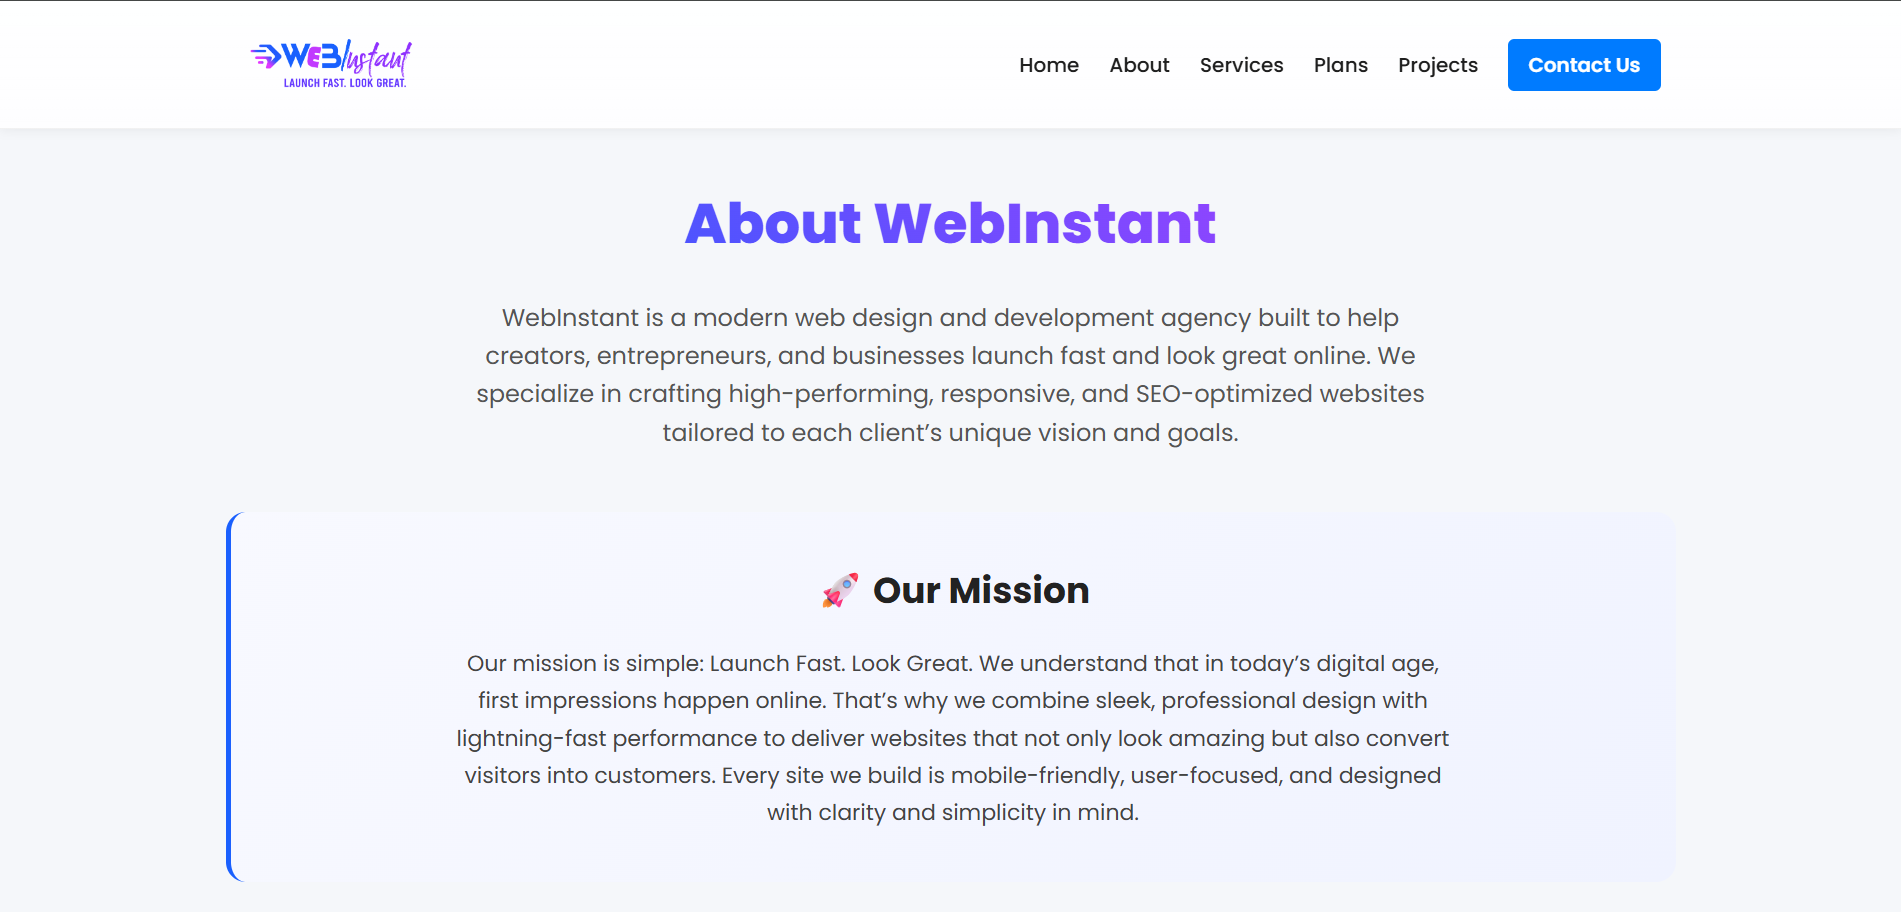 WEBInstant
LAUNCH FAST. LOOK GREAT.
Home About Services Plans Projects Contact Us
About WebInstant
WebInstant is a modern web design and development agency built to help
creators, entrepreneurs, and businesses launch fast and look great online. We
specialize in crafting high-performing, responsive, and SEO-optimized websites
tailored to each client’s unique vision and goals.
🚀 Our Mission
Our mission is simple: Launch Fast. Look Great. We understand that in today’s digital age,
first impressions happen online. That’s why we combine sleek, professional design with
lightning-fast performance to deliver websites that not only look amazing but also convert
visitors into customers. Every site we build is mobile-friendly, user-focused, and designed
with clarity and simplicity in mind.